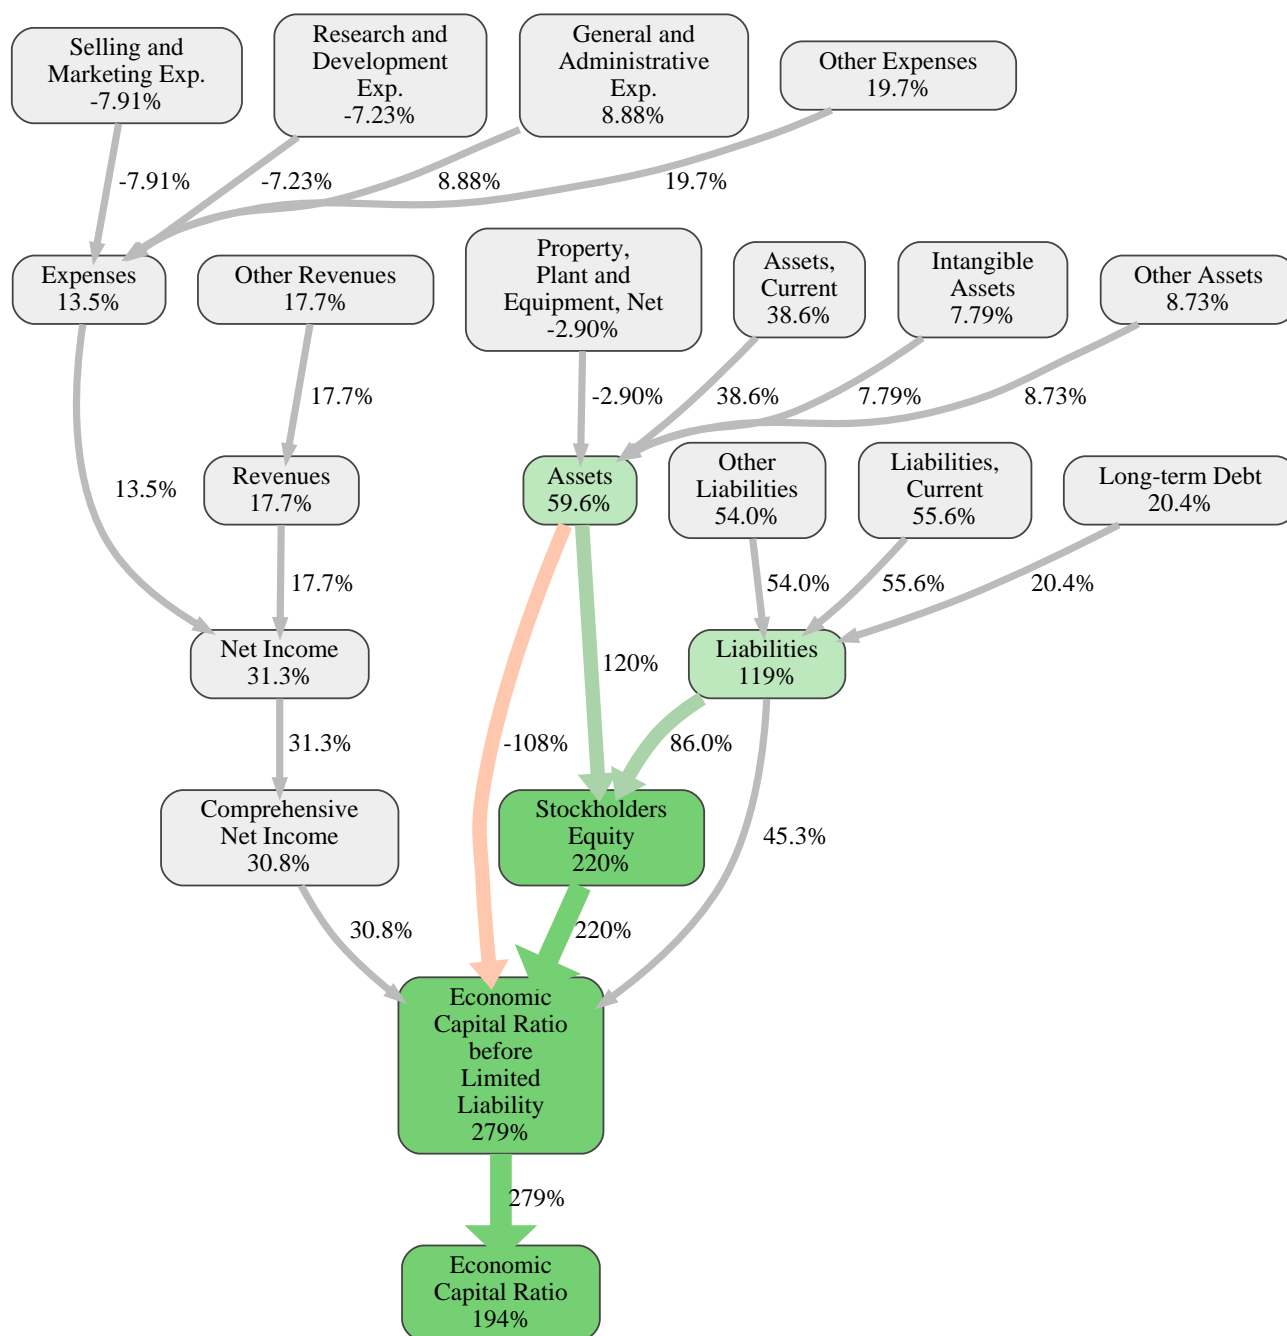 Selling and
Marketing Exp.
-7.91%
Research and
Development
Exp.
-7.23%
General and
Administrative
Exp.
8.88%
Other Expenses
19.7%
-7.91%
-7.23%
8.88%
19.7%
Expenses
13.5%
Other Revenues
17.7%
Property,
Plant and
Equipment, Net
-2.90%
Assets,
Current
38.6%
Intangible
Assets
7.79%
Other Assets
8.73%
17.7%
-2.90%
38.6%
7.79%
8.73%
13.5%
Revenues
17.7%
Assets
59.6%
Other
Liabilities
54.0%
Liabilities,
Current
55.6%
Long-term Debt
20.4%
17.7%
54.0%
55.6%
20.4%
Net Income
31.3%
120%
Liabilities
119%
31.3%
-108%
86.0%
Comprehensive
Net Income
30.8%
Stockholders
Equity
220%
45.3%
30.8%
220%
Economic
Capital Ratio
before
Limited
Liability
279%
279%
Economic
Capital Ratio
194%